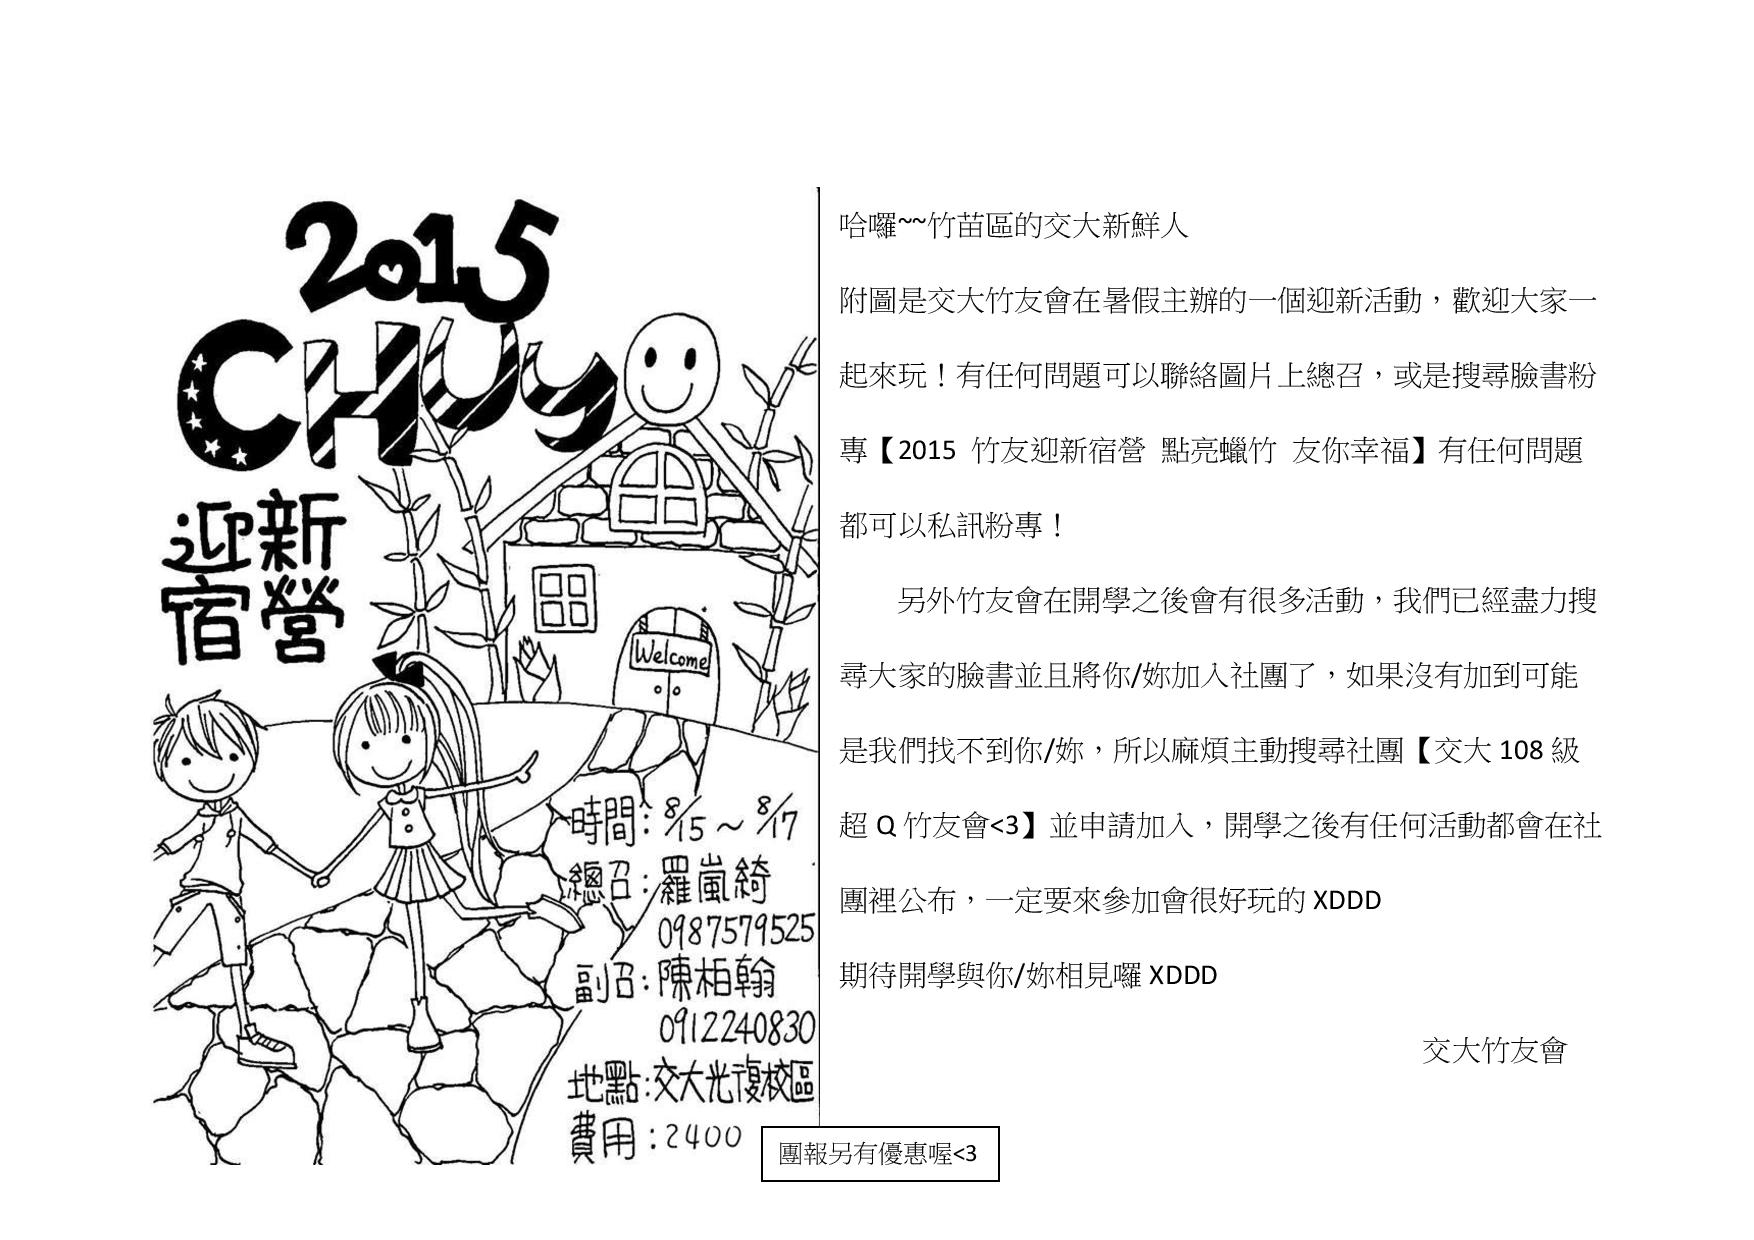 2015
CHUY
迎新
宿營
Welcome
時間：8/15～8/17
總召：羅嵐綺
0987579525
副召：陳柏翰
0912240830
地點：交大光復校區
費用：2400
團報另有優惠喔<3
哈囉~~竹苗區的交大新鮮人
附圖是交大竹友會在暑假主辦的一個迎新活動，歡迎大家一
起來玩！有任何問題可以聯絡圖片上總召，或是搜尋臉書粉
專【2015 竹友迎新宿營 點亮蠟竹 友你幸福】有任何問題
都可以私訊粉專！
另外竹友會在開學之後會有很多活動，我們已經盡力搜
尋大家的臉書並且將你/妳加入社團了，如果沒有加到可能
是我們找不到你/妳，所以麻煩主動搜尋社團【交大 108 級
超 Q 竹友會<3】並申請加入，開學之後有任何活動都會在社
團裡公布，一定要來參加會很好玩的 XDDD
期待開學與你/妳相見囉 XDDD
交大竹友會